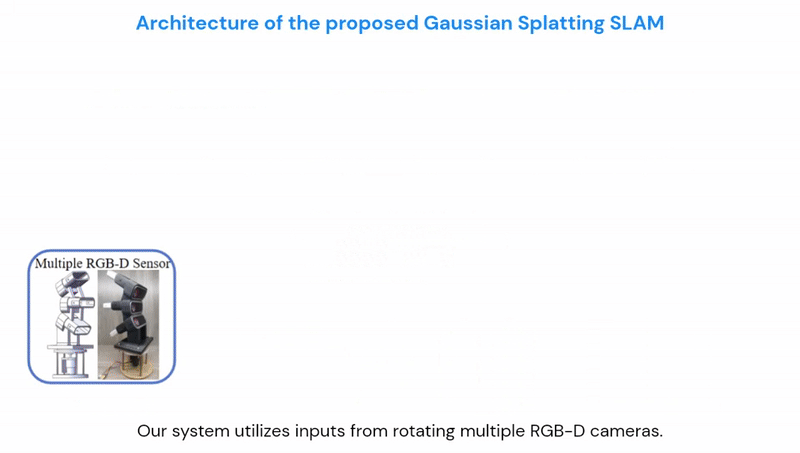 Architecture of the proposed Gaussian Splatting SLAM
Multiple RGB-D Sensor
Our system utilizes inputs from rotating multiple RGB-D cameras.